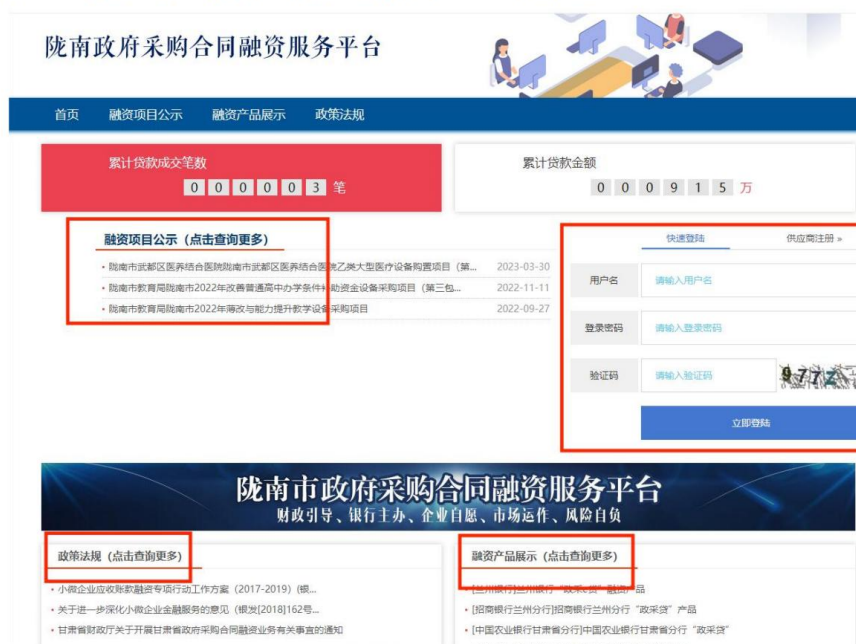 陇南政府采购合同融资服务平台
首页 融资项目公示 融资产品展示 政策法规
累计贷款成交笔数
0 0 0 0 0 3 笔
累计贷款金额
0 0 0 9 1 5 万
融资项目公示（点击查询更多）
• 陇南市武都区医养结合医院陇南市武都区医养结合医院乙类大型医疗设备购置项目（第... 2023-03-30
• 陇南市教育局陇南市2022年改善普通高中办学条件补助资金设备采购项目（第三包... 2022-11-11
• 陇南市教育局陇南市2022年薄改与能力提升教学设备采购项目 2022-09-27
快速登陆 供应商注册 »
用户名 请输入用户名
登录密码 请输入登录密码
验证码 请输入验证码
立即登陆
陇南市政府采购合同融资服务平台
财政引导、银行主办、企业自愿、市场运作、风险自负
政策法规（点击查询更多）
• 小微企业应收账款融资专项行动工作方案（2017-2019）(银...
• 关于进一步深化小微企业金融服务的意见（银发[2018]162号...
• 甘肃省财政厅关于开展甘肃省政府采购合同融资业务有关事宜的通知
融资产品展示（点击查询更多）
• [兰州银行]兰州银行“政采e贷”融资产品
• [招商银行兰州分行]招商银行兰州分行“政采贷”产品
• [中国农业银行甘肃省分行]中国农业银行甘肃省分行“政采贷”